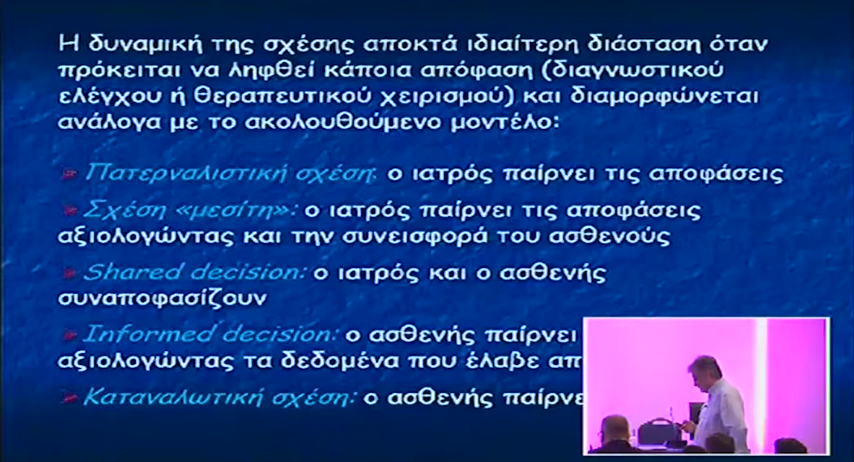 Η δυναμική της σχέσης αποκτά ιδιαίτερη διάσταση όταν
πρόκειται να ληφθεί κάποια απόφαση (διαγνωστικού
ελέγχου ή θεραπευτικού χειρισμού) και διαμορφώνεται
ανάλογα με το ακολουθούμενο μοντέλο:
Πατερναλιστική σχέση: ο ιατρός παίρνει τις αποφάσεις
Σχέση «μεσίτη»: ο ιατρός παίρνει τις αποφάσεις
αξιολογώντας και την συνεισφορά του ασθενούς
Shared decision: ο ιατρός και ο ασθενής
συναποφασίζουν
Informed decision: ο ασθενής παίρνει
αξιολογώντας τα δεδομένα που έλαβε
Καταναλωτική σχέση: ο ασθενής